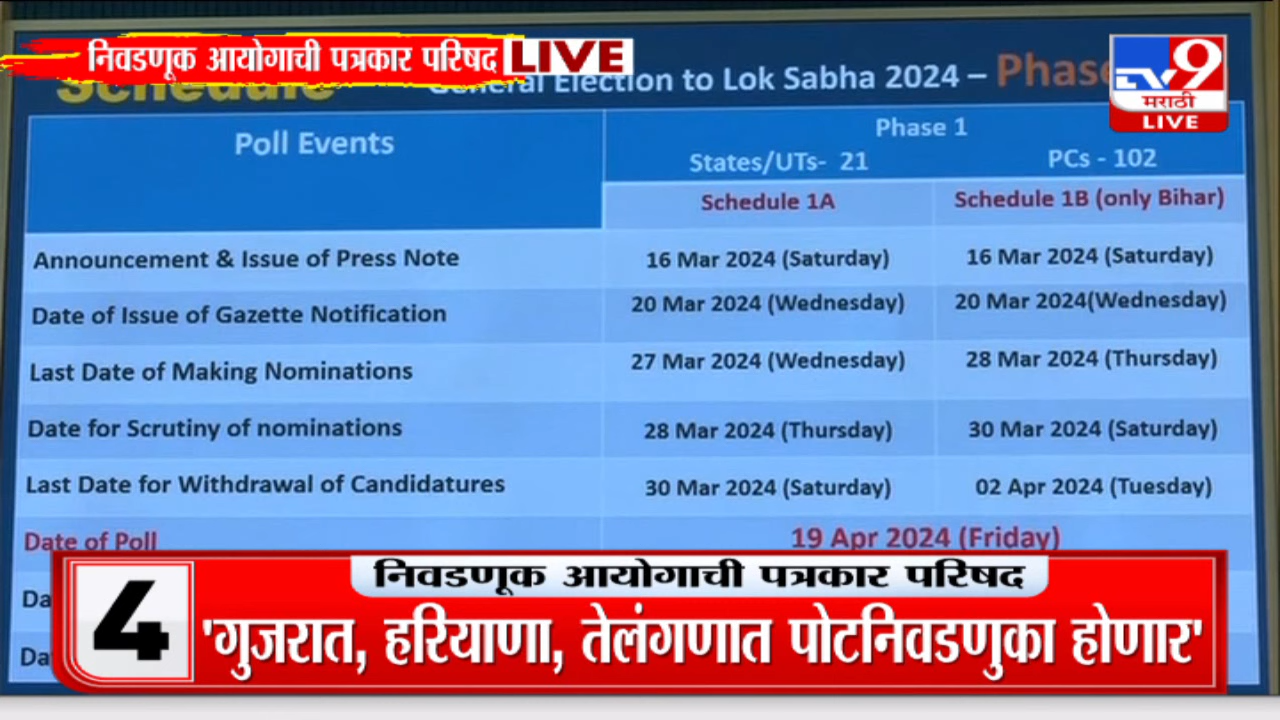 निवडणूक आयोगाची पत्रकार परिषद LIVE
Schedule General Election to Lok Sabha 2024 – Phase
TV9
मराठी
LIVE
Poll Events
Phase 1
States/UTs- 21 PCs - 102
Schedule 1A Schedule 1B (only Bihar)
Announcement & Issue of Press Note 16 Mar 2024 (Saturday) 16 Mar 2024 (Saturday)
Date of Issue of Gazette Notification 20 Mar 2024 (Wednesday) 20 Mar 2024(Wednesday)
Last Date of Making Nominations 27 Mar 2024 (Wednesday) 28 Mar 2024 (Thursday)
Date for Scrutiny of nominations 28 Mar 2024 (Thursday) 30 Mar 2024 (Saturday)
Last Date for Withdrawal of Candidatures 30 Mar 2024 (Saturday) 02 Apr 2024 (Tuesday)
Date of Poll 19 Apr 2024 (Friday)
Da
Da
4
निवडणूक आयोगाची पत्रकार परिषद
'गुजरात, हरियाणा, तेलंगणात पोटनिवडणुका होणार'